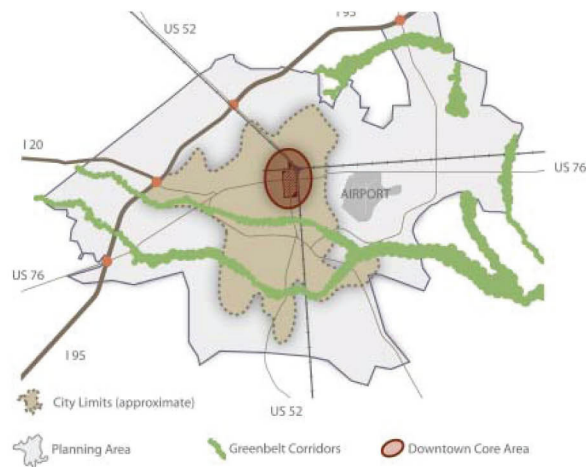 I 95
US 52
I 20
US 76
AIRPORT
US 76
I 95
US 52
City Limits (approximate)
Planning Area
Greenbelt Corridors
Downtown Core Area